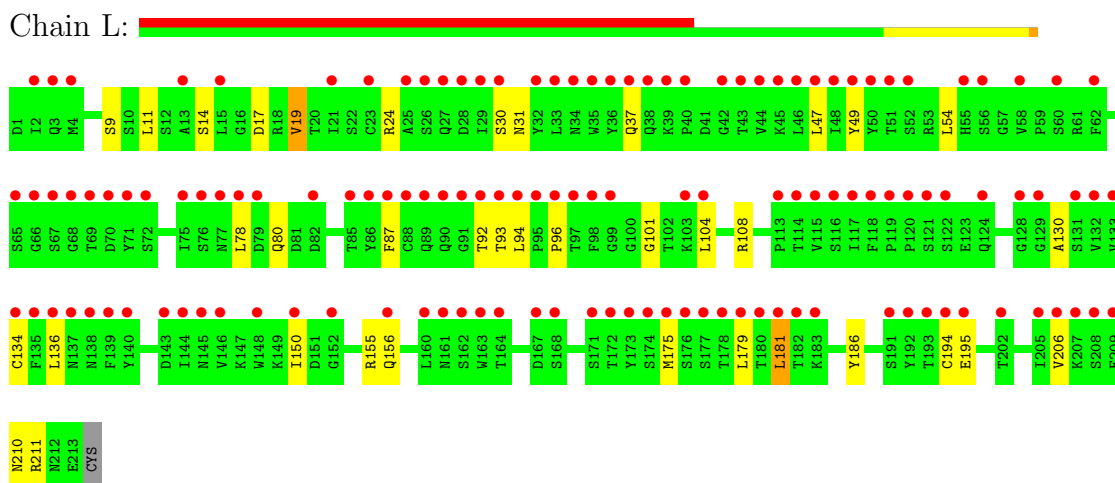 Chain L:
D1 I2 Q3 M4 S9 S10 L11 S12 A13 S14 L15 G16 D17 R18 V19 T20 I21 S22 C23 R24 A25 S26 Q27 D28 I29 S30 N31 Y32 L33 N34 W35 Y36 Q37 Q38 K39 P40 D41 G42 T43 V44 K45 L46 L47 I48 Y49 Y50 T51 S52 R53 L54 H55 S56 G57 V58 P59 S60 R61 F62
S65 G66 S67 G68 T69 D70 Y71 S72 I75 S76 N77 L78 D79 Q80 D81 D82 T85 Y86 F87 C88 Q89 Q90 G91 T92 T93 L94 P95 P96 T97 F98 G99 G100 G101 T102 K103 L104 R108 P113 T114 V115 S116 I117 F118 P119 P120 S121 S122 E123 Q124 G128 G129 A130 S131 V132 V133
C134 F135 L136 N137 N138 F139 Y140 D143 I144 N145 V146 K147 W148 K149 I150 D151 G152 R155 Q156 L160 N161 S162 W163 T164 D167 S168 S171 T172 Y173 S174 M175 S176 S177 T178 L179 T180 L181 T182 K183 Y186 S191 Y192 T193 C194 E195 T202 I205 V206 K207 S208 F209
N210 R211 N212 E213 CYS